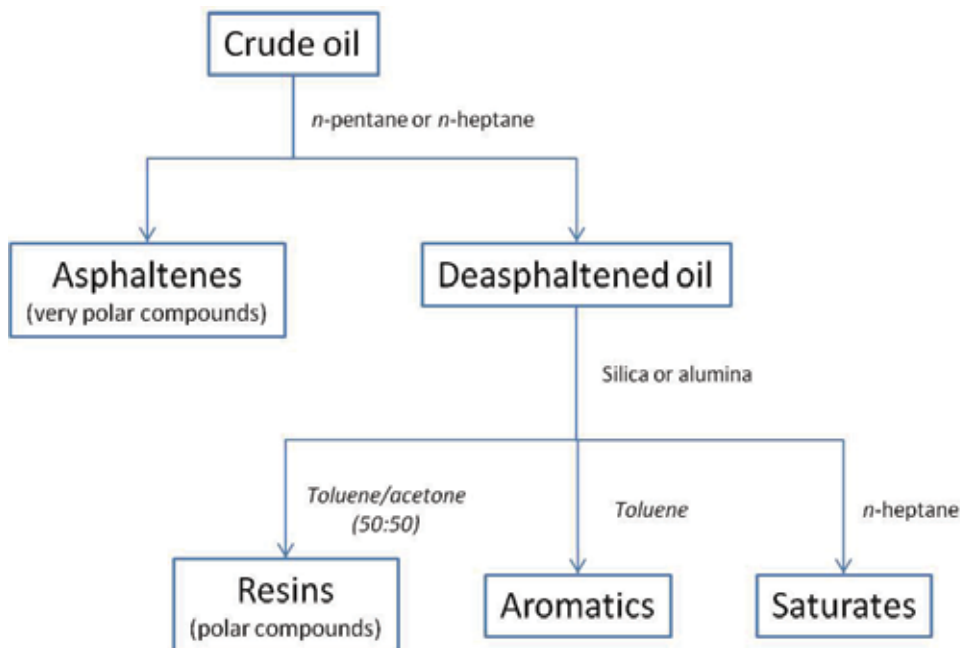 Crude oil
n-pentane or n-heptane
Asphaltenes
(very polar compounds)
Deasphaltened oil
Silica or alumina
Toluene/acetone
(50:50)
Toluene
n-heptane
Resins
(polar compounds)
Aromatics
Saturates